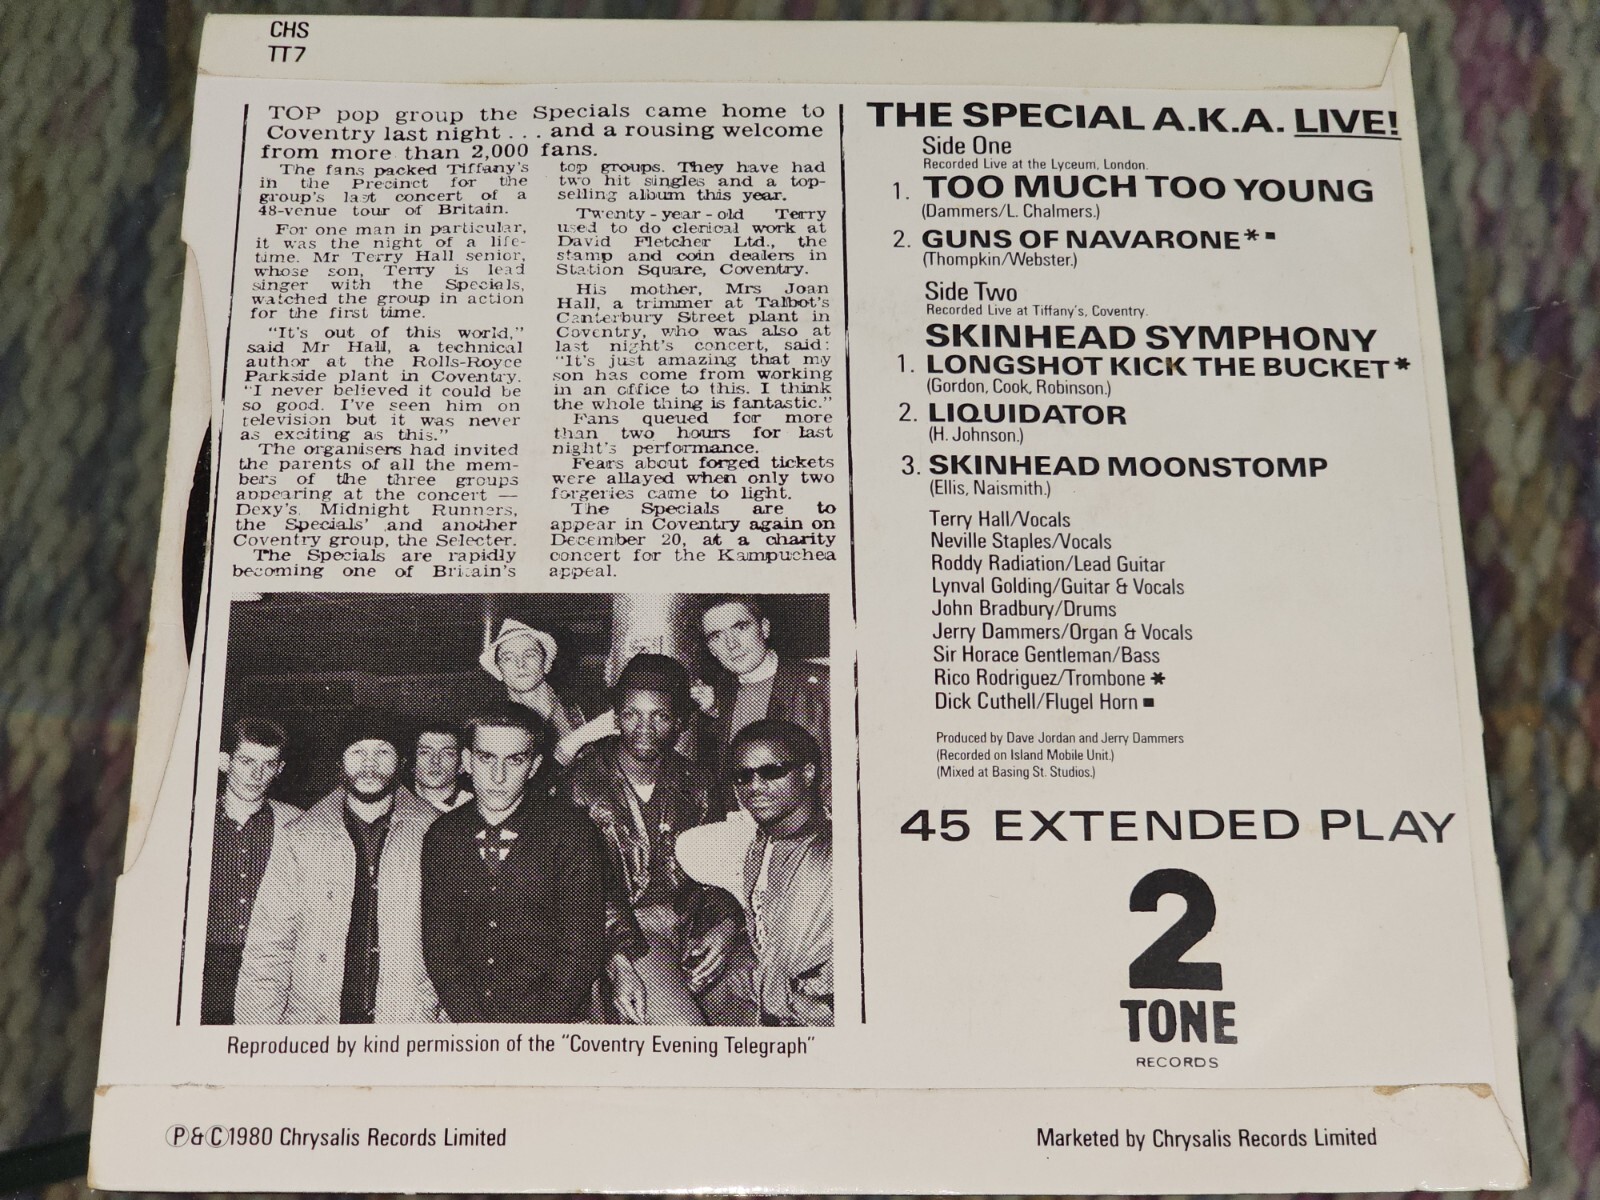 CHS
TT7
TOP pop group the Specials came home to
Coventry last night . . . and a rousing welcome
from more than 2,000 fans.
The fans packed Tiffany's
in the Precinct for the
group's last concert of a
48-venue tour of Britain.
For one man in particular,
it was the night of a life-
time. Mr Terry Hall senior,
whose son, Terry is lead
singer with the Specials,
watched the group in action
for the first time.
"It's out of this world,"
said Mr Hall, a technical
author at the Rolls-Royce
Parkside plant in Coventry.
"I never believed it could be
so good. I've seen him on
television but it was never
as exciting as this."
The organisers had invited
the parents of all the mem-
bers of the three groups
appearing at the concert —
Dexy's Midnight Runners,
the Specials' and another
Coventry group, the Selecter.
The Specials are rapidly
becoming one of Britain's
top groups. They have had
two hit singles and a top-
selling album this year.
Twenty-year-old Terry
used to do clerical work at
David Fletcher Ltd., the
stamp and coin dealers in
Station Square, Coventry.
His mother, Mrs Joan
Hall, a trimmer at Talbot's
Canterbury Street plant in
Coventry, who was also at
last night's concert, said:
"It's just amazing that my
son has come from working
in an office to this. I think
the whole thing is fantastic."
Fans queued for more
than two hours for last
night's performance.
Fears about forged tickets
were allayed when only two
forgeries came to light.
The Specials are to
appear in Coventry again on
December 20, at a charity
concert for the Kampuchea
appeal.
Reproduced by kind permission of the "Coventry Evening Telegraph"
THE SPECIAL A.K.A. LIVE!
Side One
Recorded Live at the Lyceum, London.
1. TOO MUCH TOO YOUNG
(Dammers/L. Chalmers.)
2. GUNS OF NAVARONE * ■
(Thompkin/Webster.)
Side Two
Recorded Live at Tiffany's, Coventry.
SKINHEAD SYMPHONY
1. LONGSHOT KICK THE BUCKET *
(Gordon, Cook, Robinson.)
2. LIQUIDATOR
(H. Johnson.)
3. SKINHEAD MOONSTOMP
(Ellis, Naismith.)
Terry Hall/Vocals
Neville Staples/Vocals
Roddy Radiation/Lead Guitar
Lynval Golding/Guitar & Vocals
John Bradbury/Drums
Jerry Dammers/Organ & Vocals
Sir Horace Gentleman/Bass
Rico Rodriguez/Trombone *
Dick Cuthell/Flugel Horn ■
Produced by Dave Jordan and Jerry Dammers
(Recorded on Island Mobile Unit.)
(Mixed at Basing St. Studios.)
45 EXTENDED PLAY
2
TONE
RECORDS
Ⓟ&Ⓒ1980 Chrysalis Records Limited
Marketed by Chrysalis Records Limited